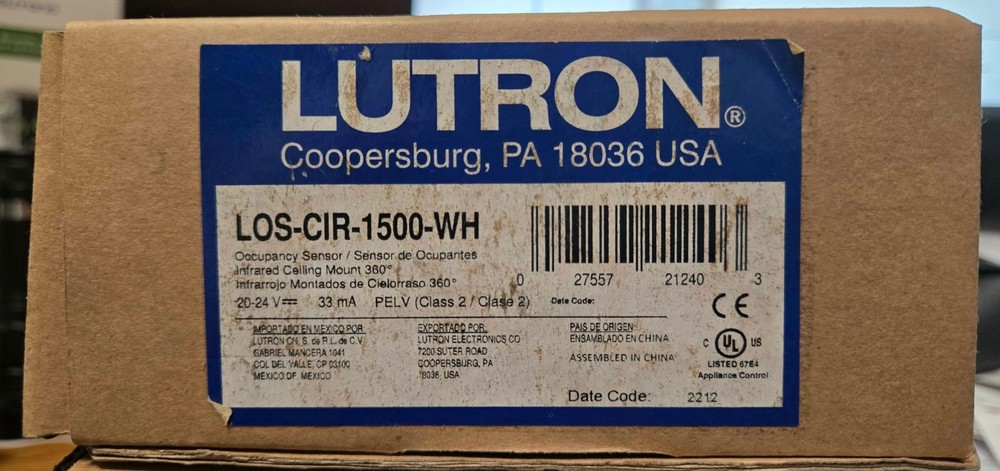 LUTRON®
Coopersburg, PA 18036 USA
LOS-CIR-1500-WH
Occupancy Sensor / Sensor de Ocupantes
Infrared Ceiling Mount 360°
Infrarrojo Montados de Cielorraso 360°
20-24 V⎓ 33 mA PELV (Class 2 / Clase 2)
0 27557 21240 3
Date Code:
CE
IMPORTADO EN MEXICO POR
LUTRON CN, S. de R.L. de C.V
GABRIEL MANCERA 1041
COL DEL VALLE, CP 03100
MEXICO DF, MEXICO
EXPORTADO POR
LUTRON ELECTRONICS CO
7200 SUTER ROAD
COOPERSBURG, PA
18036, USA
PAIS DE ORIGEN
ENSAMBLADO EN CHINA
ASSEMBLED IN CHINA
C UL US
LISTED 67E4
Appliance Control
Date Code: 2212